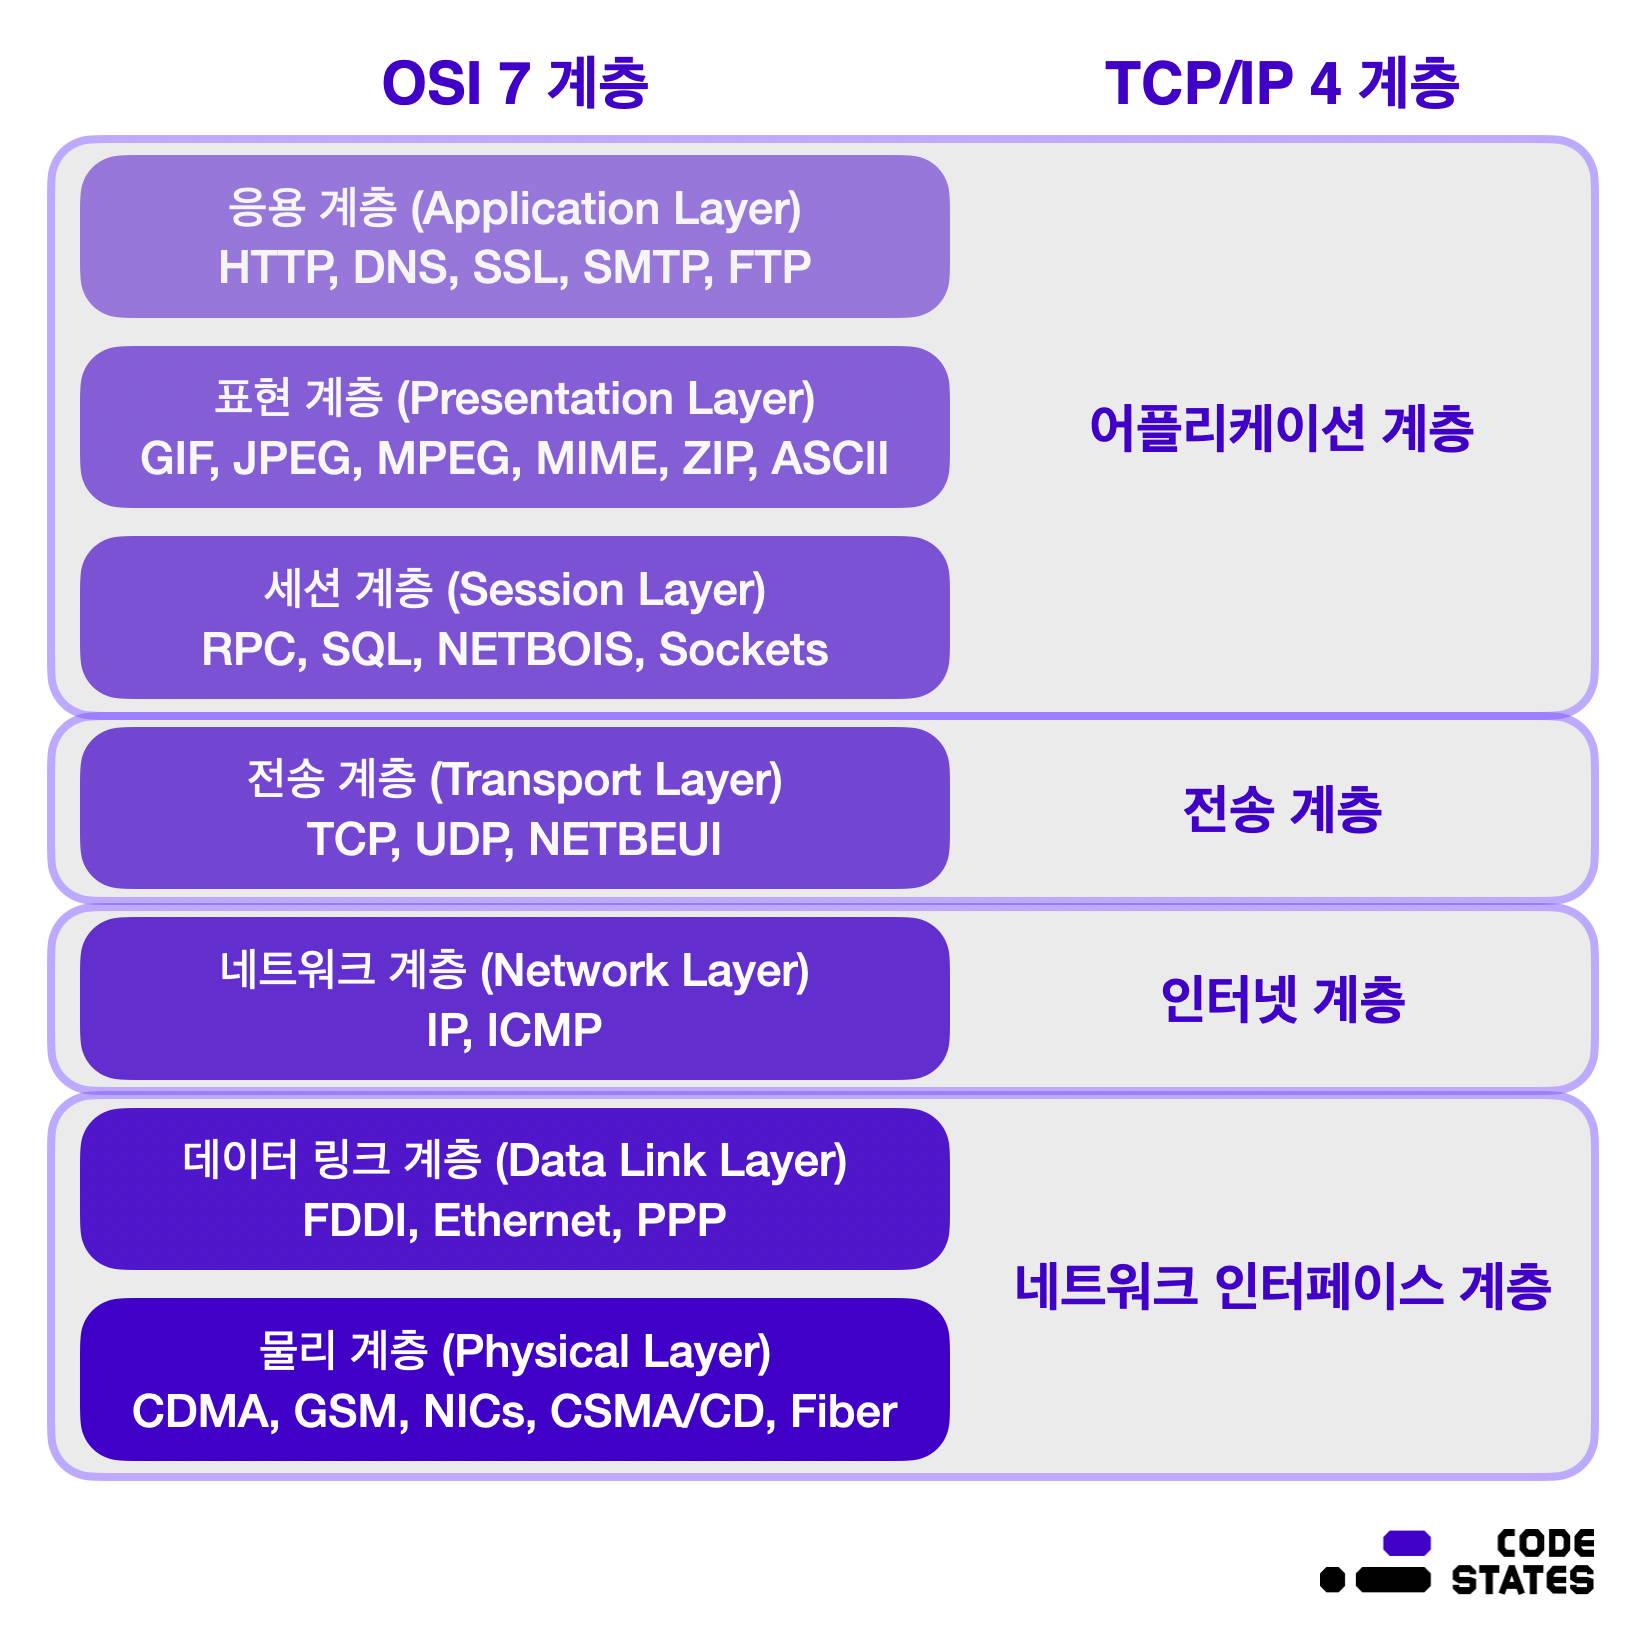 OSI 7 계층
TCP/IP 4 계층
응용 계층 (Application Layer)
HTTP, DNS, SSL, SMTP, FTP
표현 계층 (Presentation Layer)
GIF, JPEG, MPEG, MIME, ZIP, ASCII
세션 계층 (Session Layer)
RPC, SQL, NETBOIS, Sockets
어플리케이션 계층
전송 계층 (Transport Layer)
TCP, UDP, NETBEUI
전송 계층
네트워크 계층 (Network Layer)
IP, ICMP
인터넷 계층
데이터 링크 계층 (Data Link Layer)
FDDI, Ethernet, PPP
물리 계층 (Physical Layer)
CDMA, GSM, NICs, CSMA/CD, Fiber
네트워크 인터페이스 계층
CODE
STATES